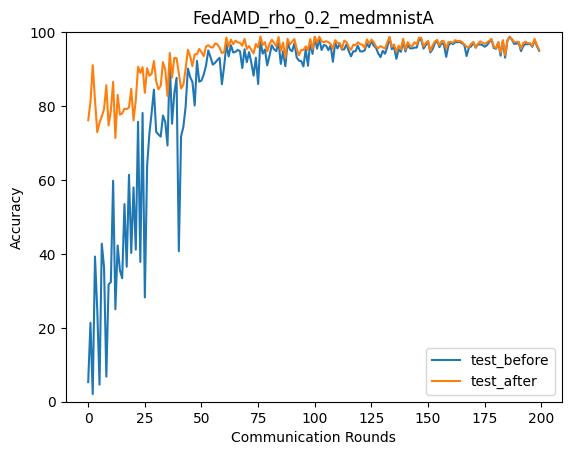 FedAMD_rho_0.2_medmnistA
100
80
60
40
20
0
Accuracy
0 25 50 75 100 125 150 175 200
Communication Rounds
test_before
test_after